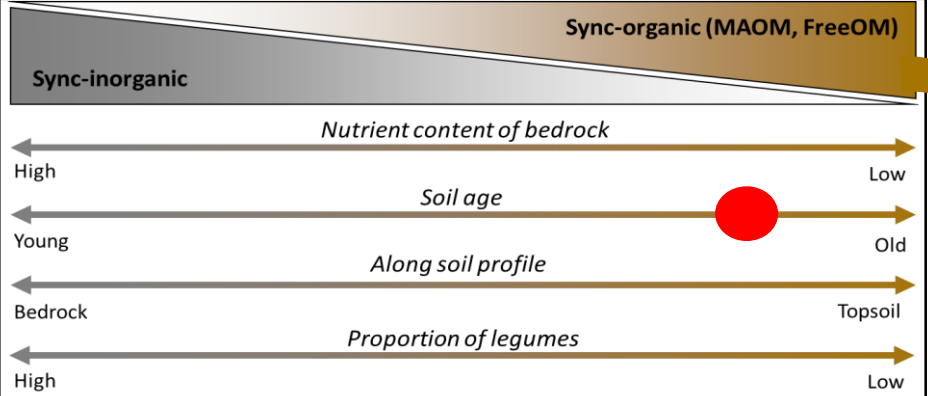 Sync-organic (MAOM, FreeOM)
Sync-inorganic
Nutrient content of bedrock
High Low
Soil age
Young Old
Along soil profile
Bedrock Topsoil
Proportion of legumes
High Low